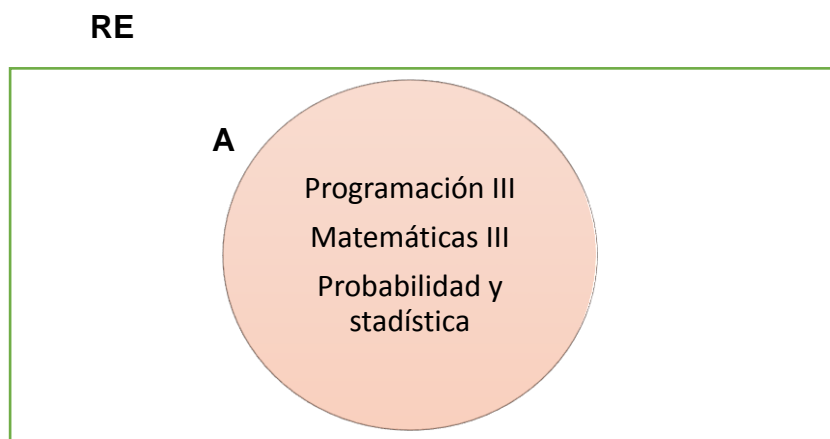 RE
A
Programación III
Matemáticas III
Probabilidad y
stadística